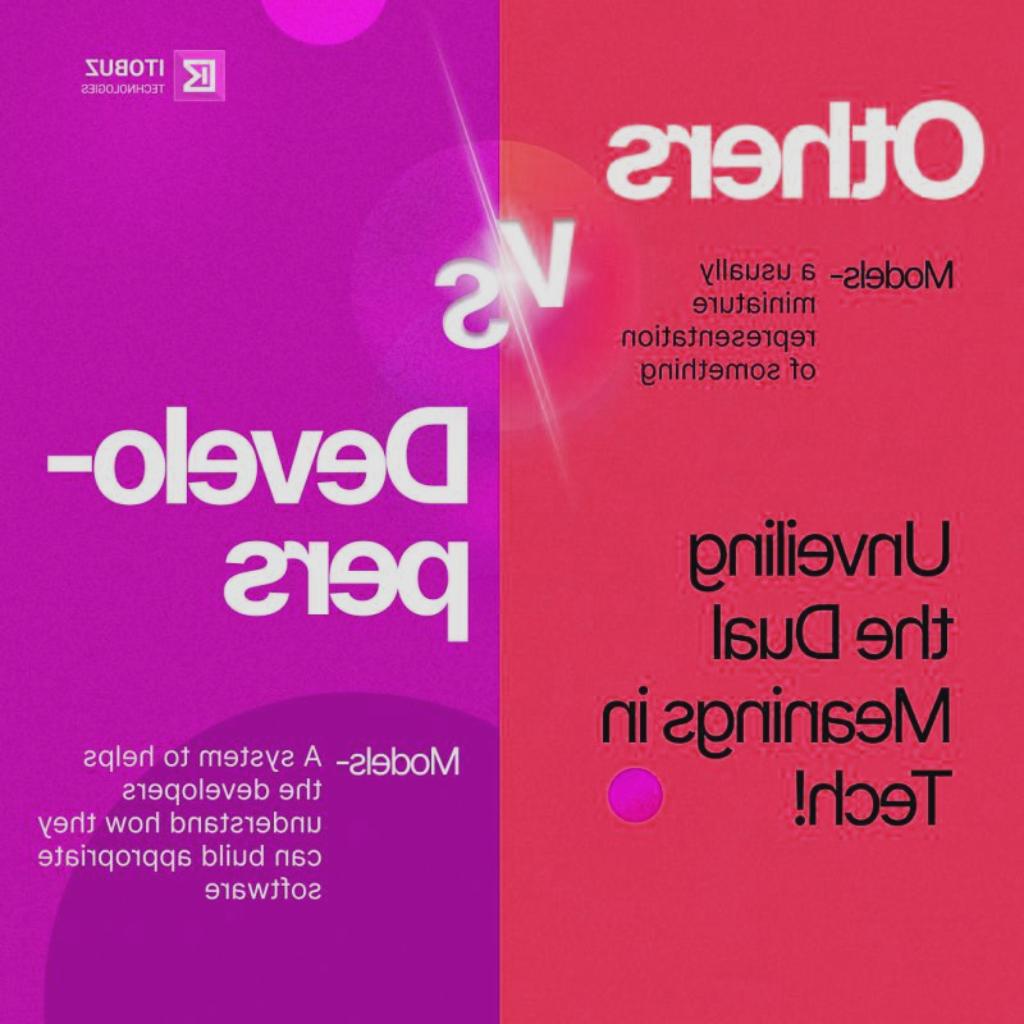 ITOBUZ
TECHNOLOGIES
Others
Models-
a usually
miniature
representation
of something
Vs
Develo-
pers
Models-
A system to helps
the developers
understand how they
can build appropriate
software
Unveiling
the Dual
Meanings in
Tech!